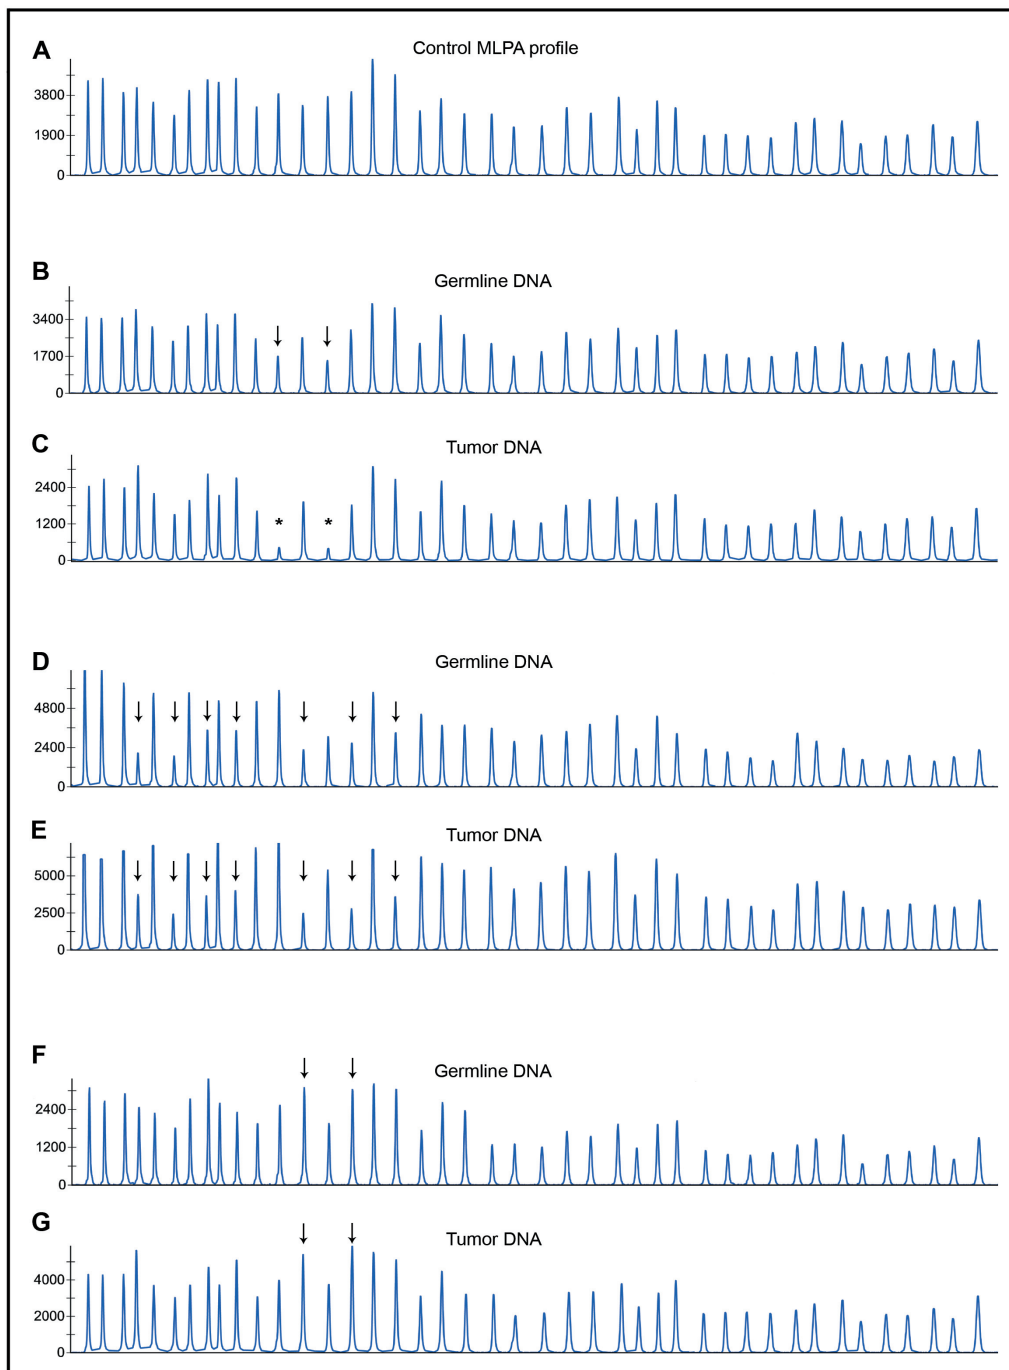 A
Control MLPA profile
3800
1900
0
B
Germline DNA
3400
1700
0
C
Tumor DNA
2400
1200
* *
0
D
Germline DNA
4800
2400
0
E
Tumor DNA
5000
2500
0
F
Germline DNA
2400
1200
0
G
Tumor DNA
4000
2000
0